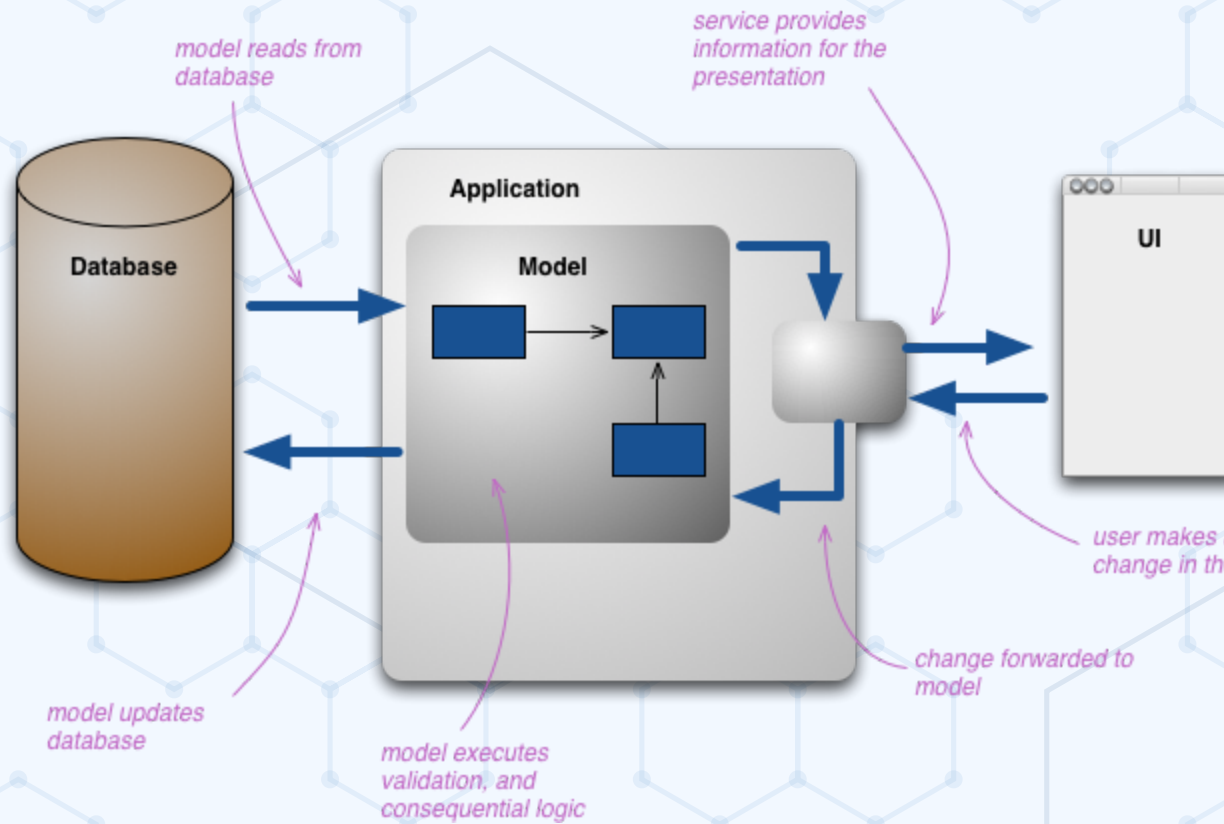 service provides
information for the
presentation
model reads from
database
Application
UI
Database
Model
user makes
change in th
change forwarded to
model
model updates
database
model executes
validation, and
consequential logic